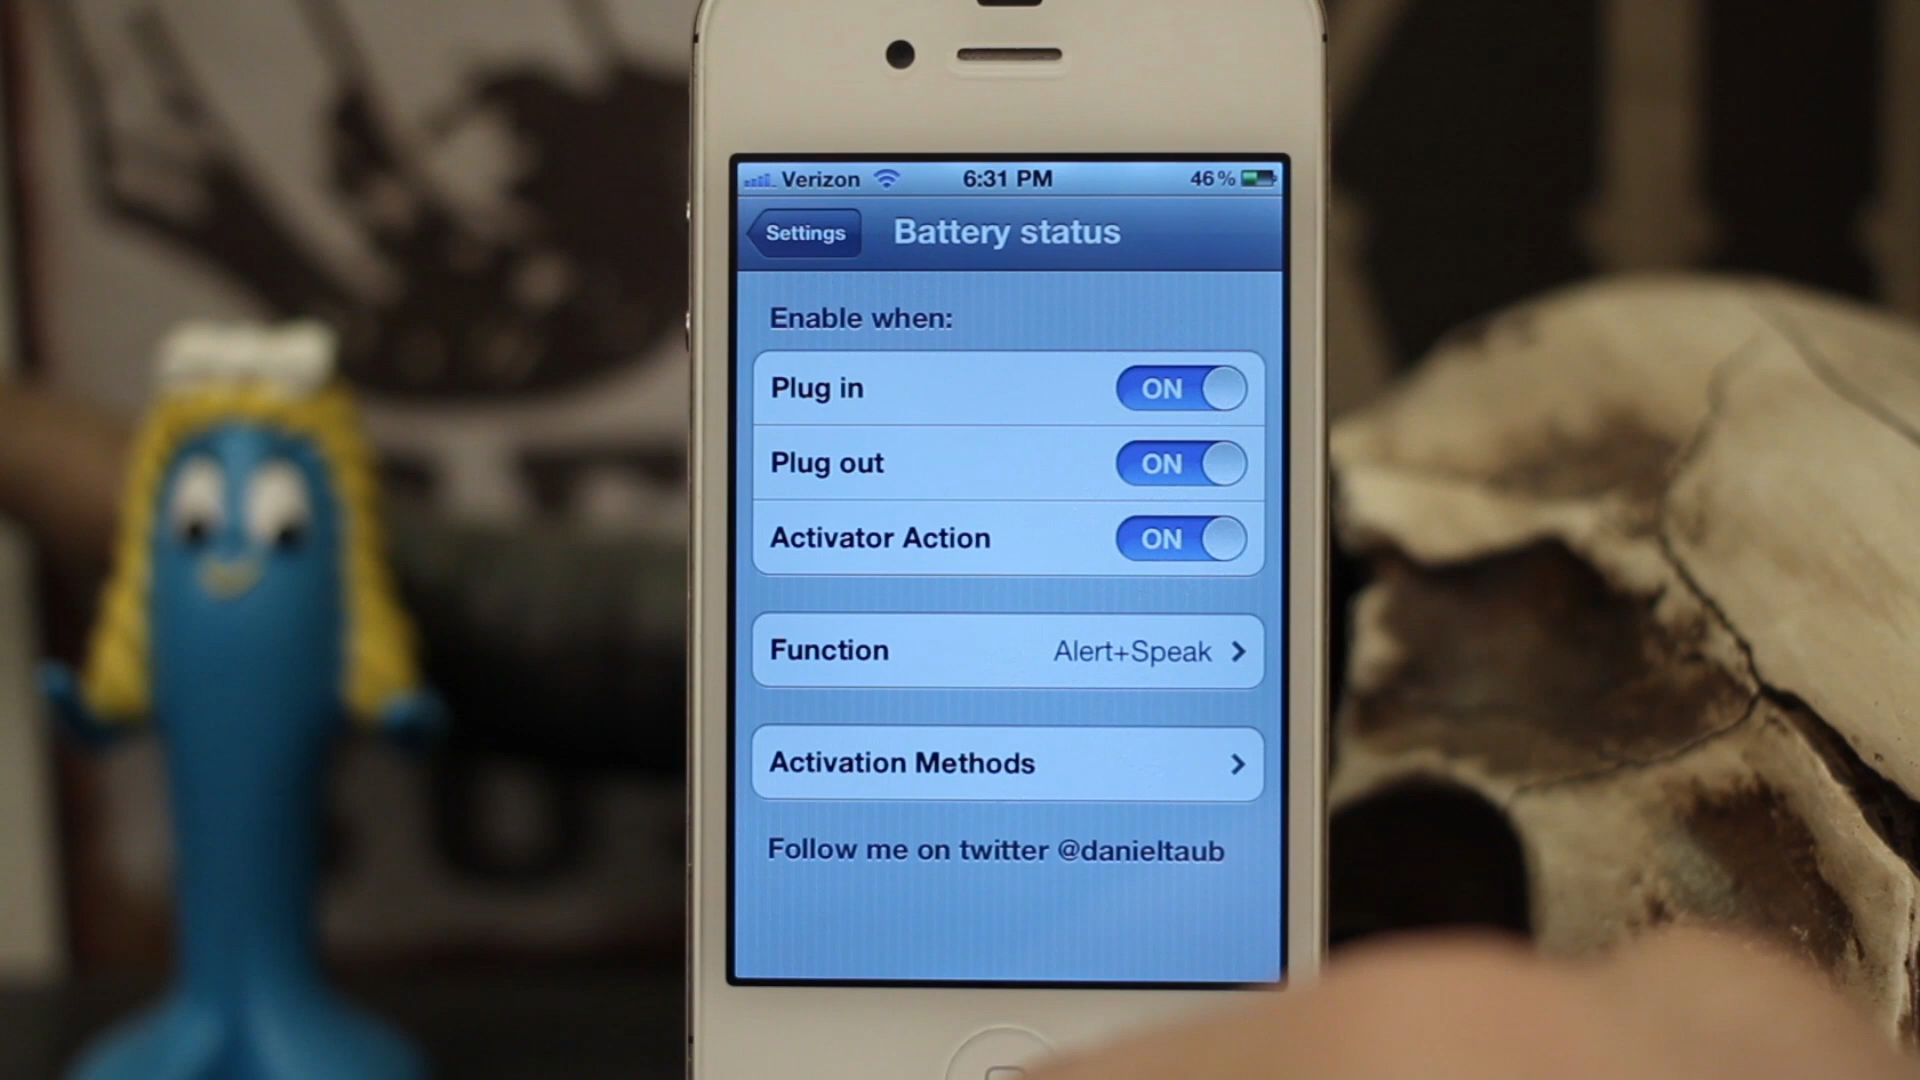 Verizon 6:31 PM 46%
Settings Battery status
Enable when:
Plug in ON
Plug out ON
Activator Action ON
Function Alert+Speak
Activation Methods
Follow me on twitter @danieltaub